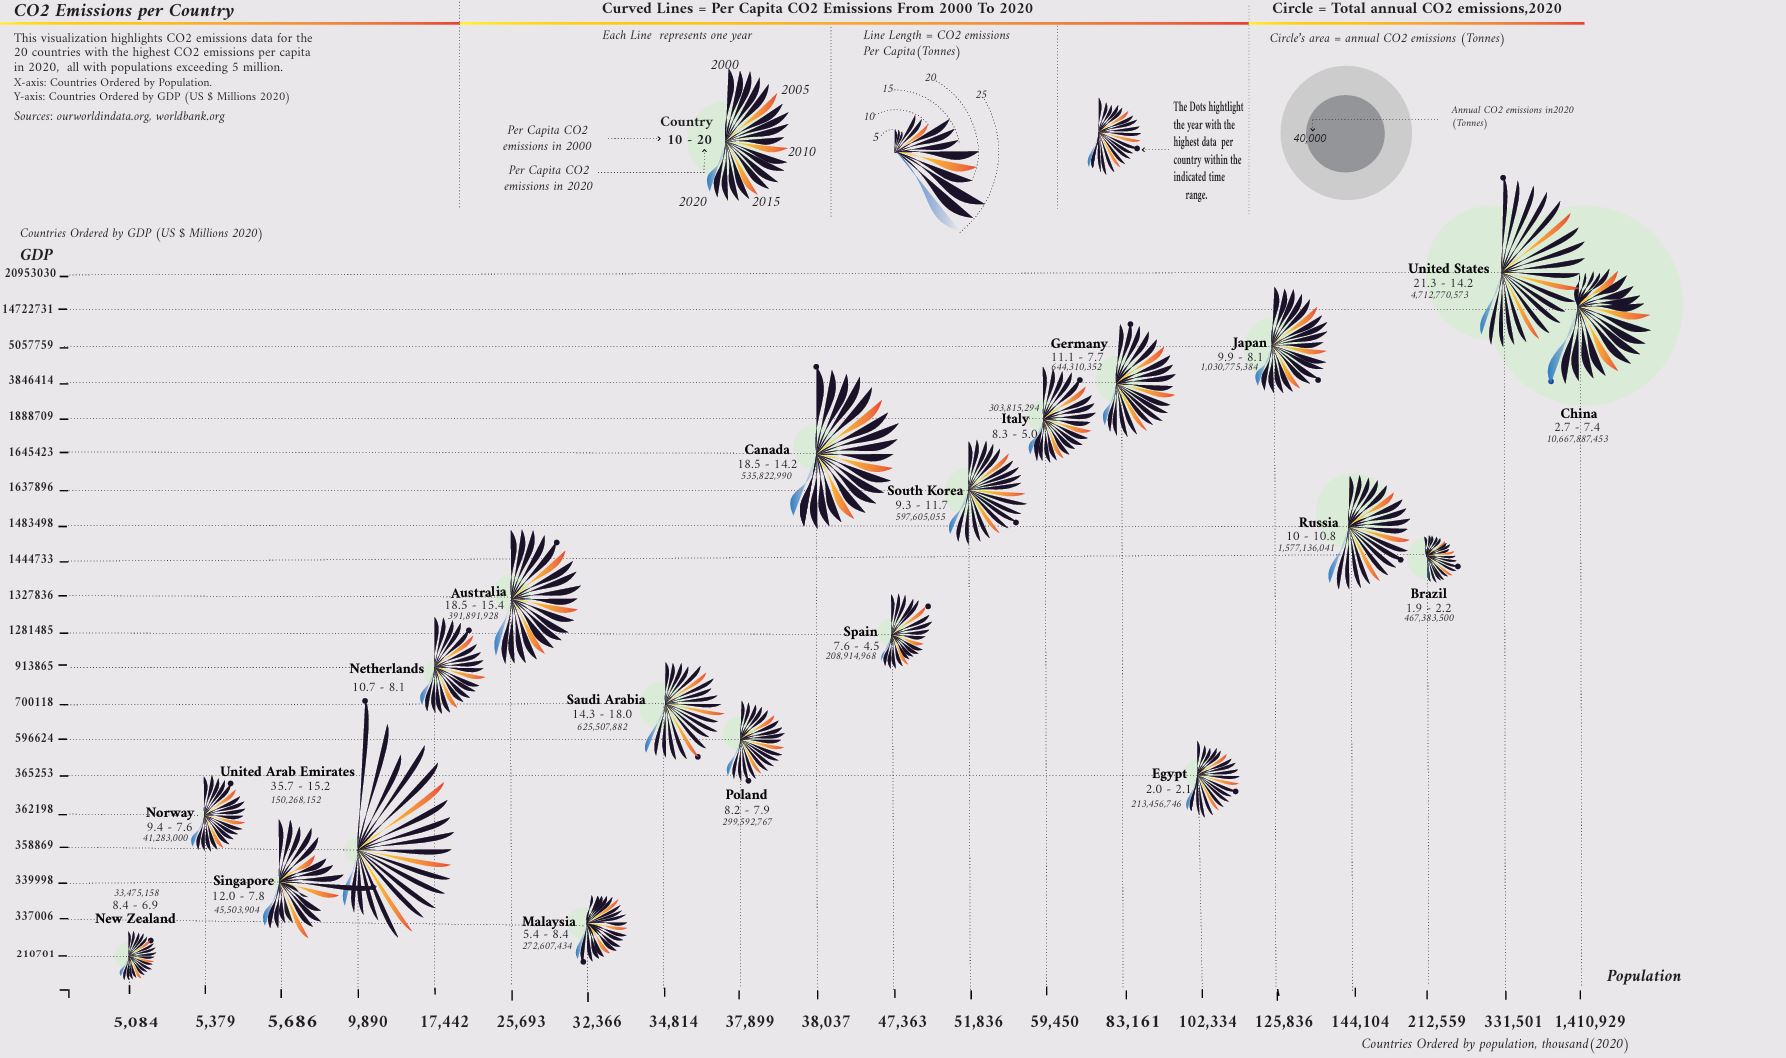 CO2 Emissions per Country
This visualization highlights CO2 emissions data for the
20 countries with the highest CO2 emissions per capita
in 2020, all with populations exceeding 5 million.
X-axis: Countries Ordered by Population.
Y-axis: Countries Ordered by GDP (US $ Millions 2020)
Sources: ourworldindata.org, worldbank.org
Curved Lines = Per Capita CO2 Emissions From 2000 To 2020
Each Line represents one year
2000
2005
2010
2015
2020
Country
10 - 20
Per Capita CO2
emissions in 2000
Per Capita CO2
emissions in 2020
Line Length = CO2 emissions
Per Capita(Tonnes)
5
10
15
20
25
The Dots hightlight
the year with the
highest data per
country within the
indicated time
range.
Circle = Total annual CO2 emissions,2020
Circle's area = annual CO2 emissions (Tonnes)
40,000
Annual CO2 emissions in2020
(Tonnes)
Countries Ordered by GDP (US $ Millions 2020)
GDP
20953030
14722731
5057759
3846414
1888709
1645423
1637896
1483498
1444733
1327836
1281485
913865
700118
596624
365253
362198
358869
339998
337006
210701
United States
21.3 - 14.2
4,712,770,573
China
2.7 - 7.4
10,667,887,453
Japan
9.9 - 8.1
1,030,775,384
Germany
11.1 - 7.7
644,310,352
303,815,294
Italy
8.3 - 5.0
Canada
18.5 - 14.2
535,822,990
South Korea
9.3 - 11.7
597,605,055
Russia
10 - 10.8
1,577,136,041
Brazil
1.9 - 2.2
467,383,500
Australia
18.5 - 15.4
391,891,928
Spain
7.6 - 4.5
208,914,968
Netherlands
10.7 - 8.1
Saudi Arabia
14.3 - 18.0
625,507,882
Poland
8.2 - 7.9
299,592,767
United Arab Emirates
35.7 - 15.2
150,268,152
Egypt
2.0 - 2.1
213,456,746
Norway
9.4 - 7.6
41,283,000
Singapore
12.0 - 7.8
45,503,904
33,475,158
8.4 - 6.9
New Zealand
Malaysia
5.4 - 8.4
272,607,434
Population
5,084
5,379
5,686
9,890
17,442
25,693
32,366
34,814
37,899
38,037
47,363
51,836
59,450
83,161
102,334
125,836
144,104
212,559
331,501
1,410,929
Countries Ordered by population, thousand(2020)